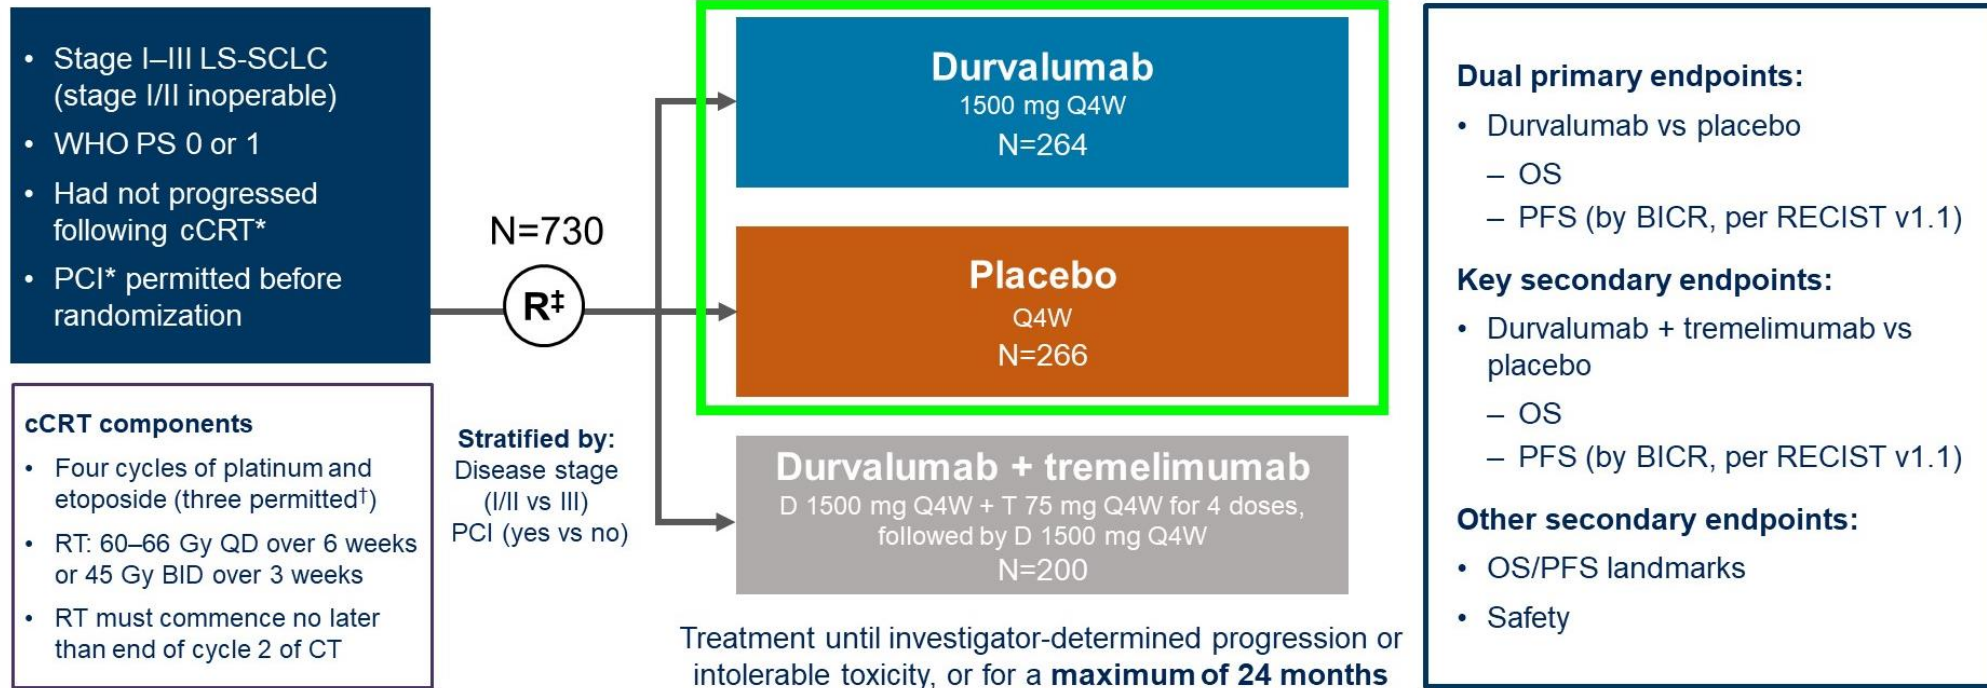 • Stage I–III LS-SCLC
(stage I/II inoperable)
• WHO PS 0 or 1
• Had not progressed
following cCRT*
• PCI* permitted before
randomization
cCRT components
• Four cycles of platinum and
etoposide (three permitted†)
• RT: 60–66 Gy QD over 6 weeks
or 45 Gy BID over 3 weeks
• RT must commence no later
than end of cycle 2 of CT
N=730
R‡
Stratified by:
Disease stage
(I/II vs III)
PCI (yes vs no)
Durvalumab
1500 mg Q4W
N=264
Placebo
Q4W
N=266
Durvalumab + tremelimumab
D 1500 mg Q4W + T 75 mg Q4W for 4 doses,
followed by D 1500 mg Q4W
N=200
Treatment until investigator-determined progression or
intolerable toxicity, or for a maximum of 24 months
Dual primary endpoints:
• Durvalumab vs placebo
– OS
– PFS (by BICR, per RECIST v1.1)
Key secondary endpoints:
• Durvalumab + tremelimumab vs
placebo
– OS
– PFS (by BICR, per RECIST v1.1)
Other secondary endpoints:
• OS/PFS landmarks
• Safety